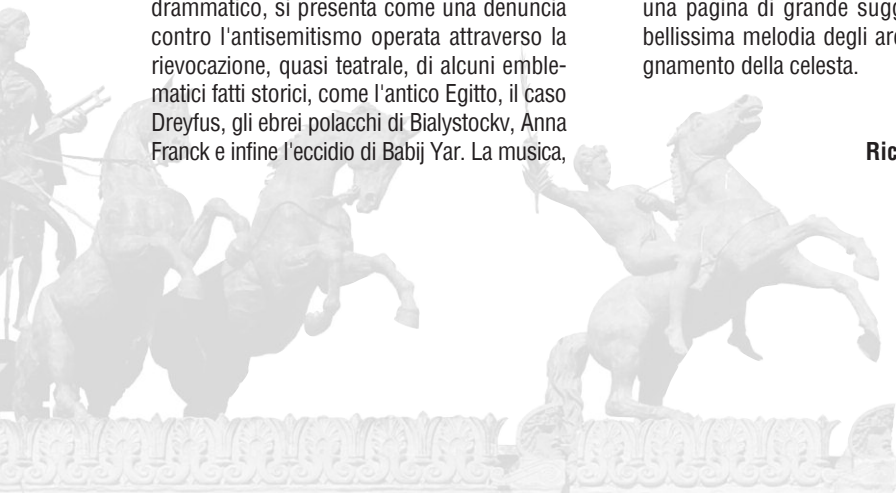 drammatico, si presenta come una denuncia
contro l'antisemitismo operata attraverso la
rievocazione, quasi teatrale, di alcuni emble-
matici fatti storici, come l'antico Egitto, il caso
Dreyfus, gli ebrei polacchi di Bialystockv, Anna
Franck e infine l'eccidio di Babij Yar. La musica,
una pagina di grande sugg
bellissima melodia degli arc
gnamento della celesta.
Ric